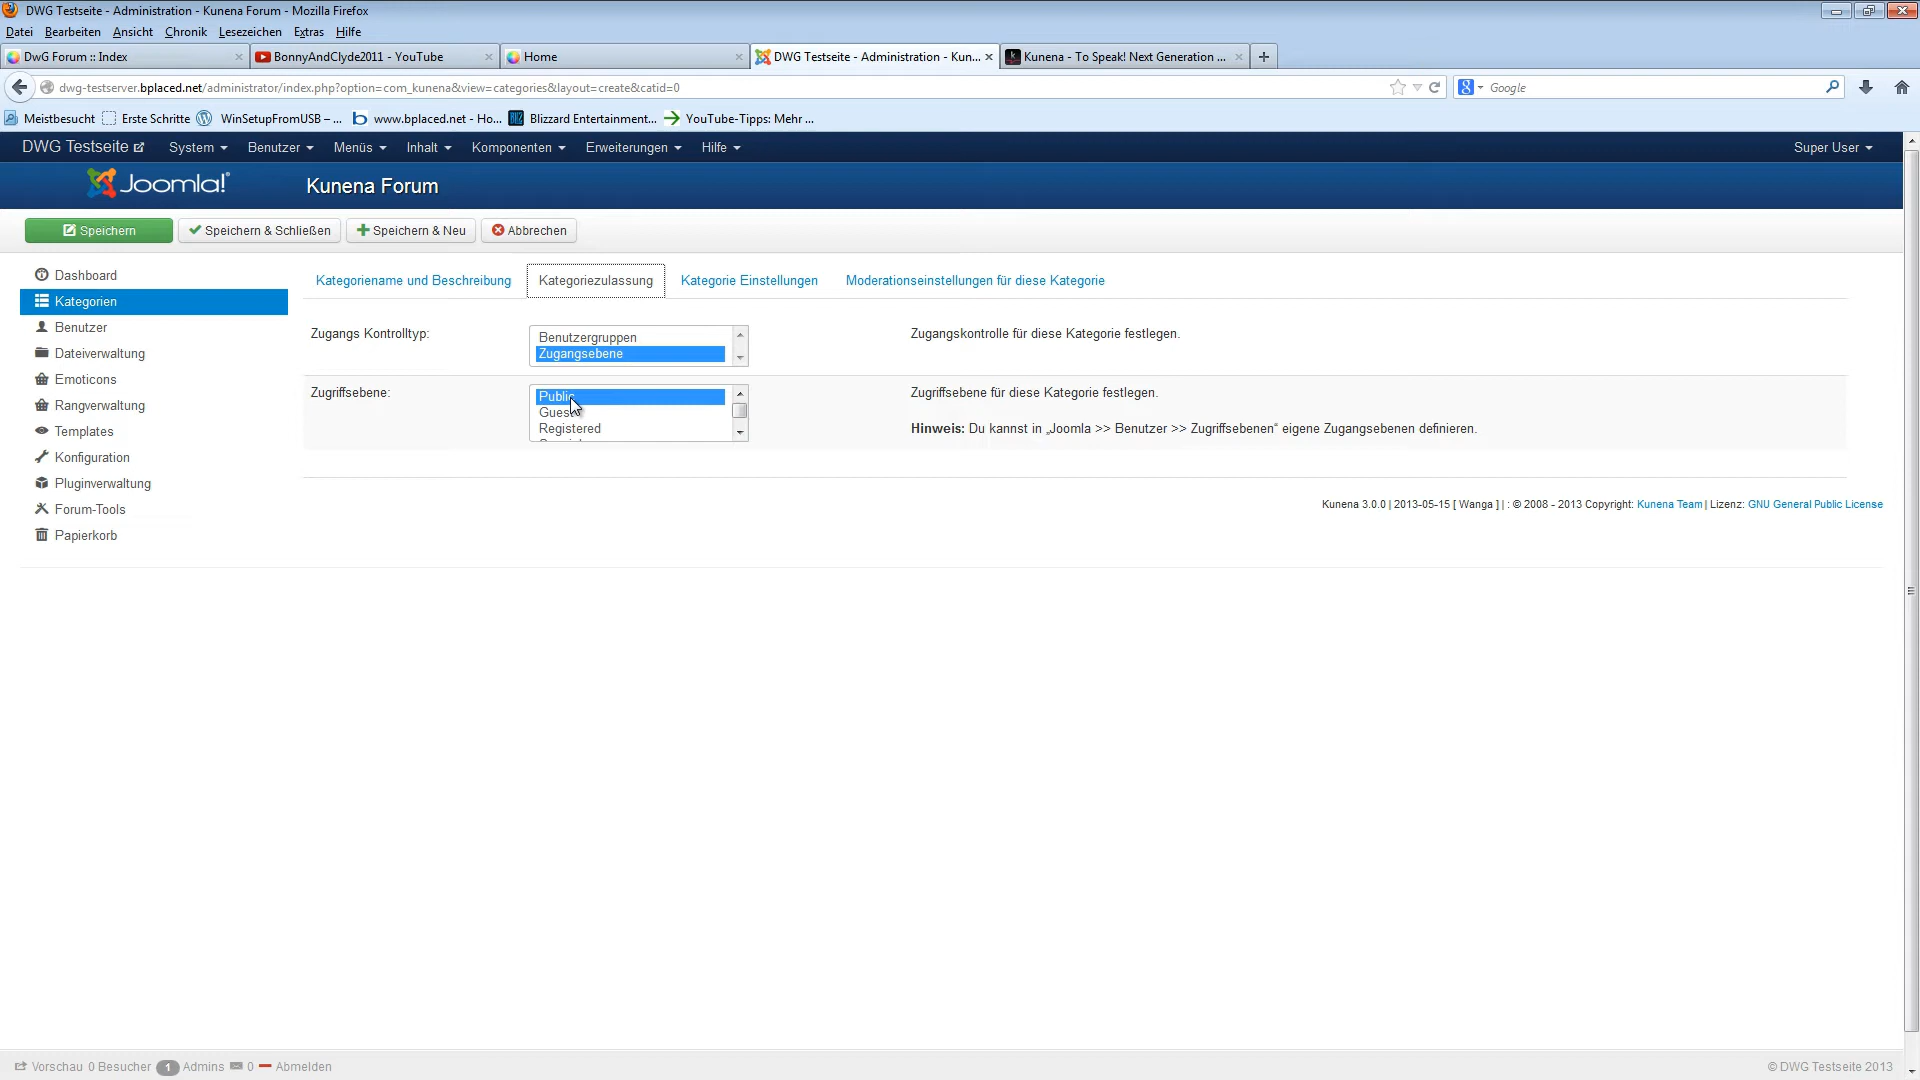 DWG Testseite - Administration - Kunena Forum - Mozilla Firefox
Datei Bearbeiten Ansicht Chronik Lesezeichen Extras Hilfe
DwG Forum :: Index BonnyAndClyde2011 - YouTube Home DWG Testseite - Administration - Kun... Kunena - To Speak! Next Generation ...
dwg-testserver.bplaced.net/administrator/index.php?option=com_kunena&view=categories&layout=create&catid=0 Google
Meistbesucht Erste Schritte WinSetupFromUSB – ... www.bplaced.net - Ho... Blizzard Entertainment... YouTube-Tipps: Mehr ...
DWG Testseite System Benutzer Menüs Inhalt Komponenten Erweiterungen Hilfe Super User
Joomla! Kunena Forum
Speichern Speichern & Schließen Speichern & Neu Abbrechen
Dashboard
Kategorien
Benutzer
Dateiverwaltung
Emoticons
Rangverwaltung
Templates
Konfiguration
Pluginverwaltung
Forum-Tools
Papierkorb
Kategoriename und Beschreibung Kategoriezulassung Kategorie Einstellungen Moderationseinstellungen für diese Kategorie
Zugangs Kontrolltyp:
Benutzergruppen
Zugangsebene
Zugangskontrolle für diese Kategorie festlegen.
Zugriffsebene:
Public
Guest
Registered
Zugriffsebene für diese Kategorie festlegen.
Hinweis: Du kannst in „Joomla >> Benutzer >> Zugriffsebenen“ eigene Zugangsebenen definieren.
Kunena 3.0.0 | 2013-05-15 [ Wanga ] | : © 2008 - 2013 Copyright: Kunena Team | Lizenz: GNU General Public License
Vorschau 0 Besucher 1 Admins 0 Abmelden © DWG Testseite 2013